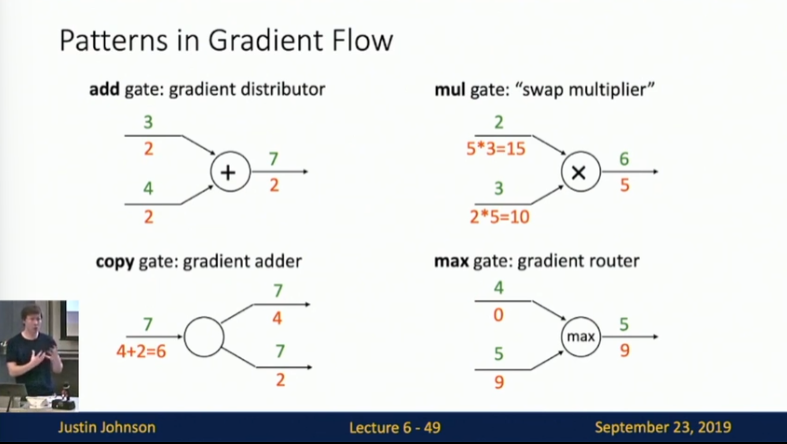 Patterns in Gradient Flow
add gate: gradient distributor
3
2
4
2
+
7
2
mul gate: “swap multiplier”
2
5*3=15
3
2*5=10
×
6
5
copy gate: gradient adder
7
4+2=6
7
4
7
2
max gate: gradient router
4
0
5
9
max
5
9
Justin Johnson
Lecture 6 - 49
September 23, 2019